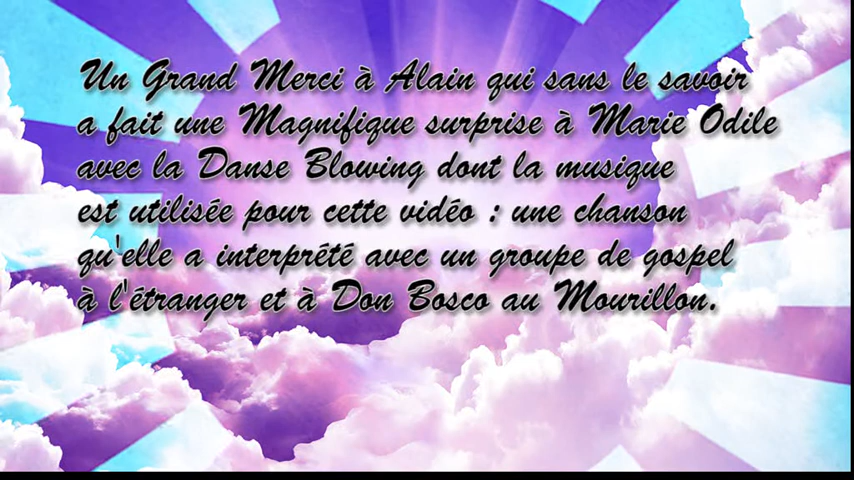 Un Grand Merci à Alain qui sans le savoir
a fait une Magnifique surprise à Marie Odile
avec la Danse Blowing dont la musique
est utilisée pour cette vidéo : une chanson
qu'elle a interprété avec un groupe de gospel
à l'étranger et à Don Bosco au Mourillon.